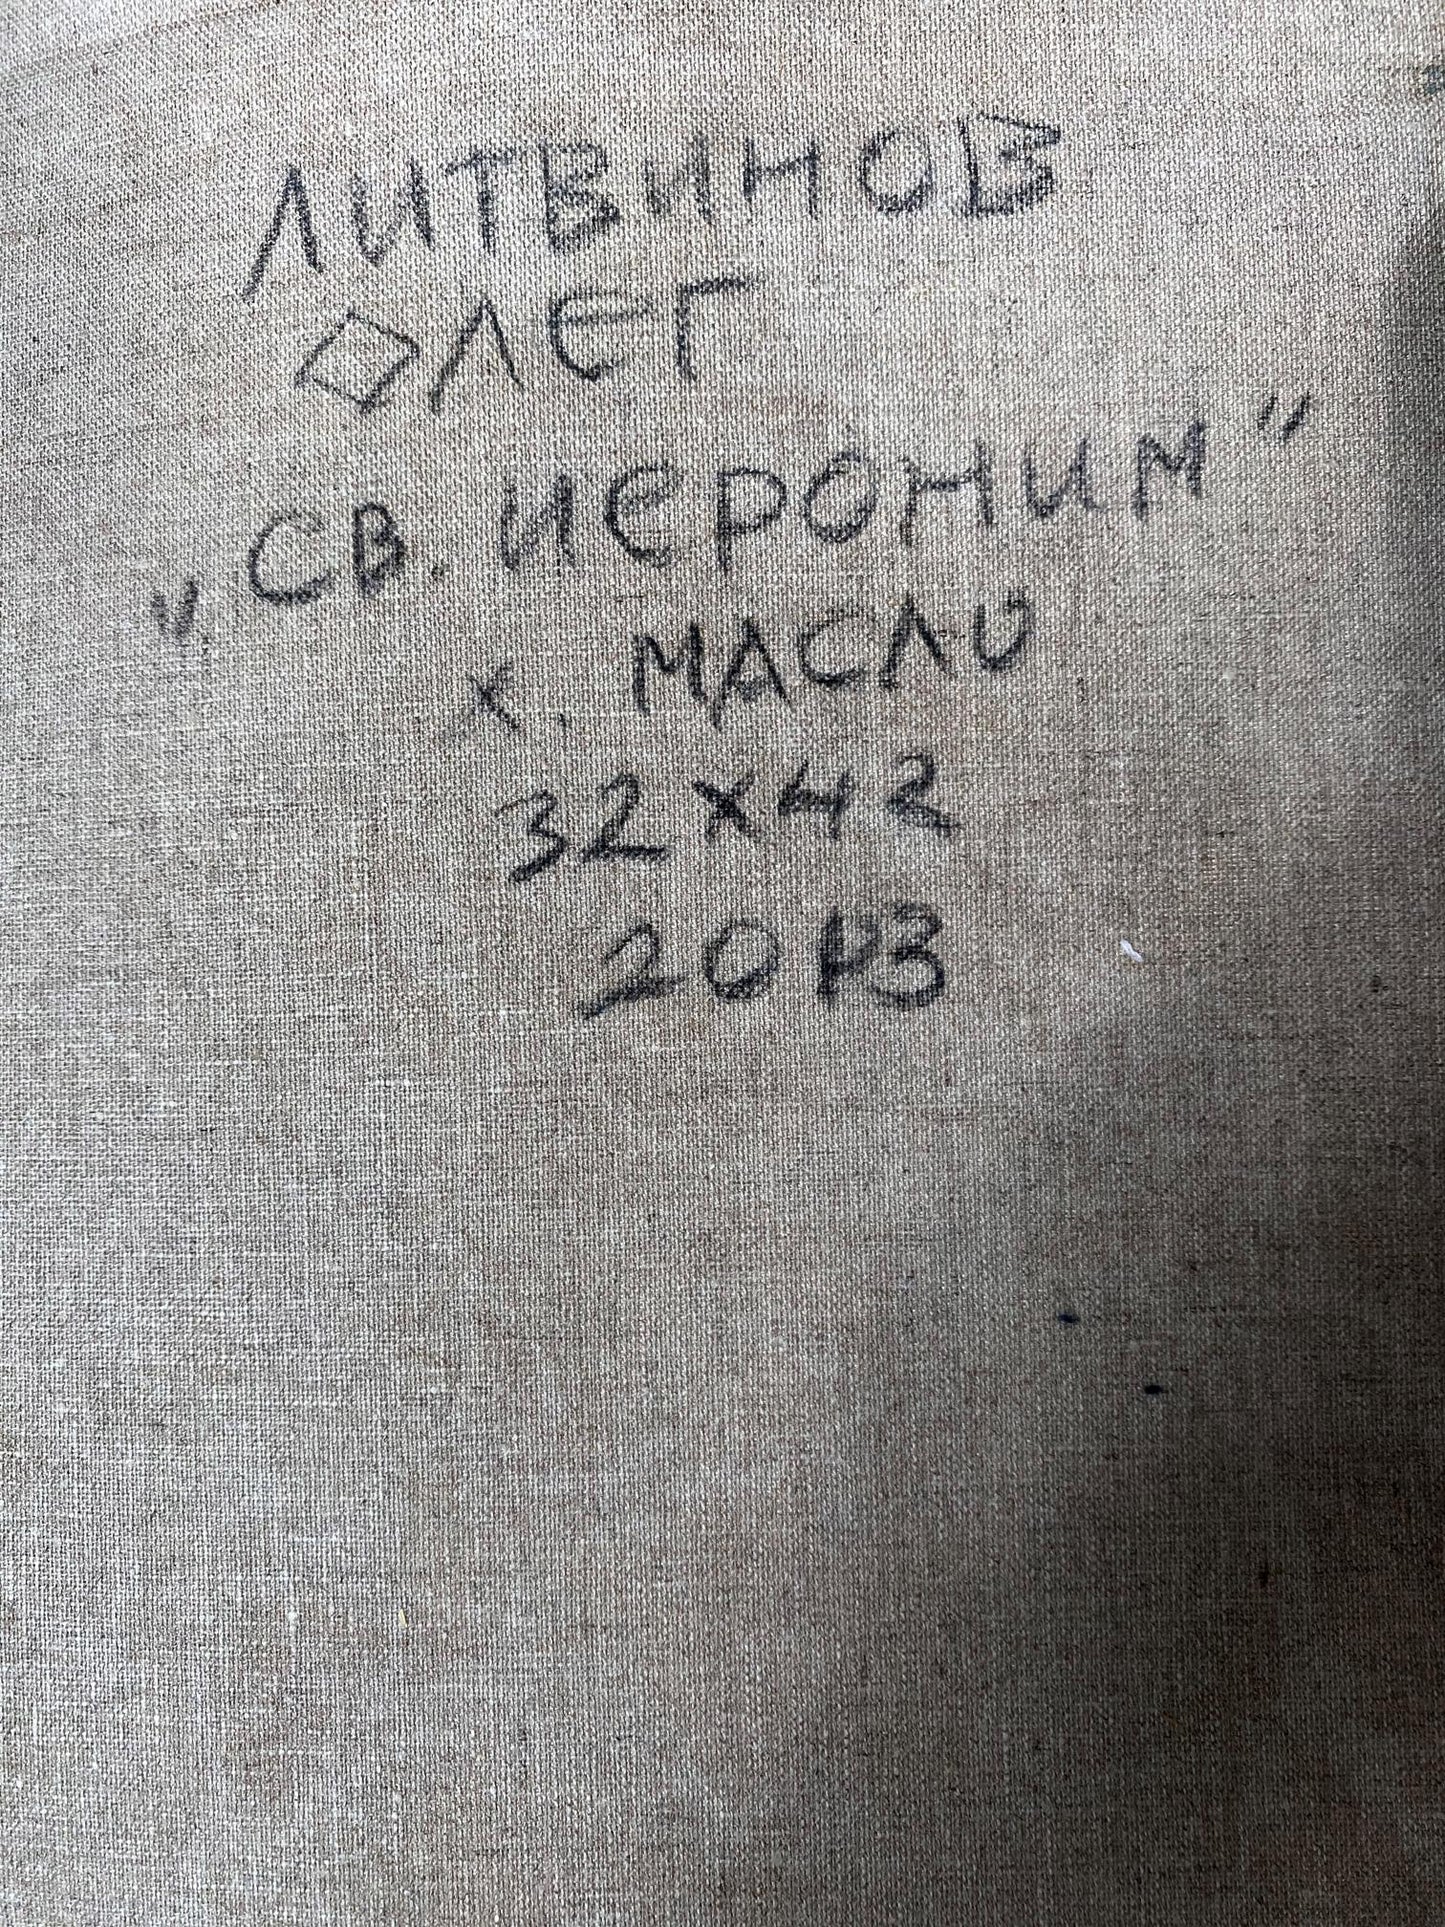 ЛИТВИНОВ
ОЛЕГ
"СВ. ИЕРОНИМ"
х. МАСЛО
32х42
2013